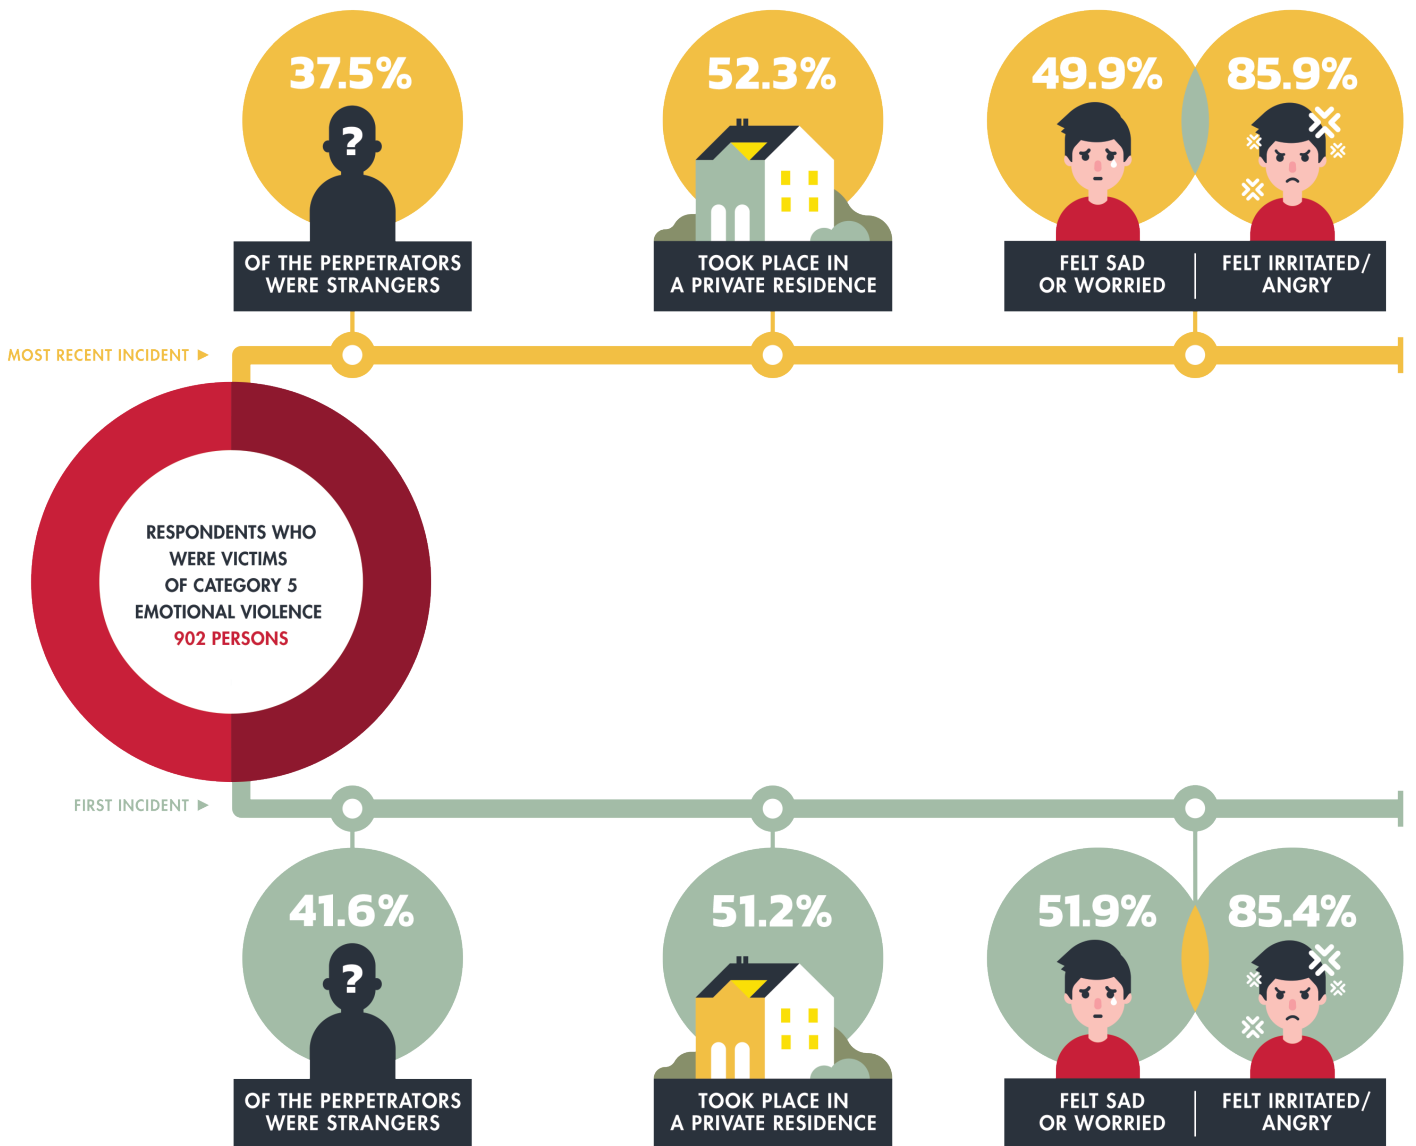 37.5%
?
OF THE PERPETRATORS
WERE STRANGERS
52.3%
TOOK PLACE IN
A PRIVATE RESIDENCE
49.9%
FELT SAD
OR WORRIED
85.9%
FELT IRRITATED/
ANGRY
MOST RECENT INCIDENT ►
RESPONDENTS WHO
WERE VICTIMS
OF CATEGORY 5
EMOTIONAL VIOLENCE
902 PERSONS
FIRST INCIDENT ►
41.6%
?
OF THE PERPETRATORS
WERE STRANGERS
51.2%
TOOK PLACE IN
A PRIVATE RESIDENCE
51.9%
FELT SAD
OR WORRIED
85.4%
FELT IRRITATED/
ANGRY